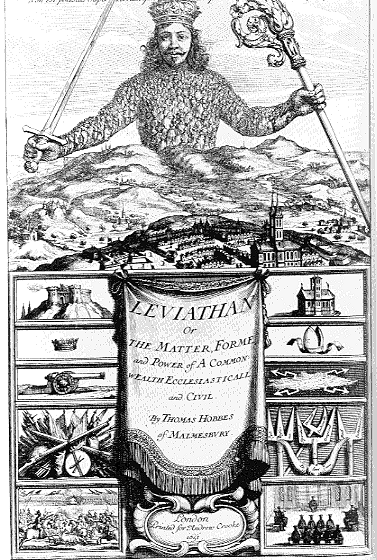 LEVIATHAN
Or
THE MATTER, FORME
and POWER of A COMMON
WEALTH ECCLESIASTICALL
and CIVIL
By THOMAS HOBBES
of MALMESBURY
London
Printed for Andrew Crooke
1651